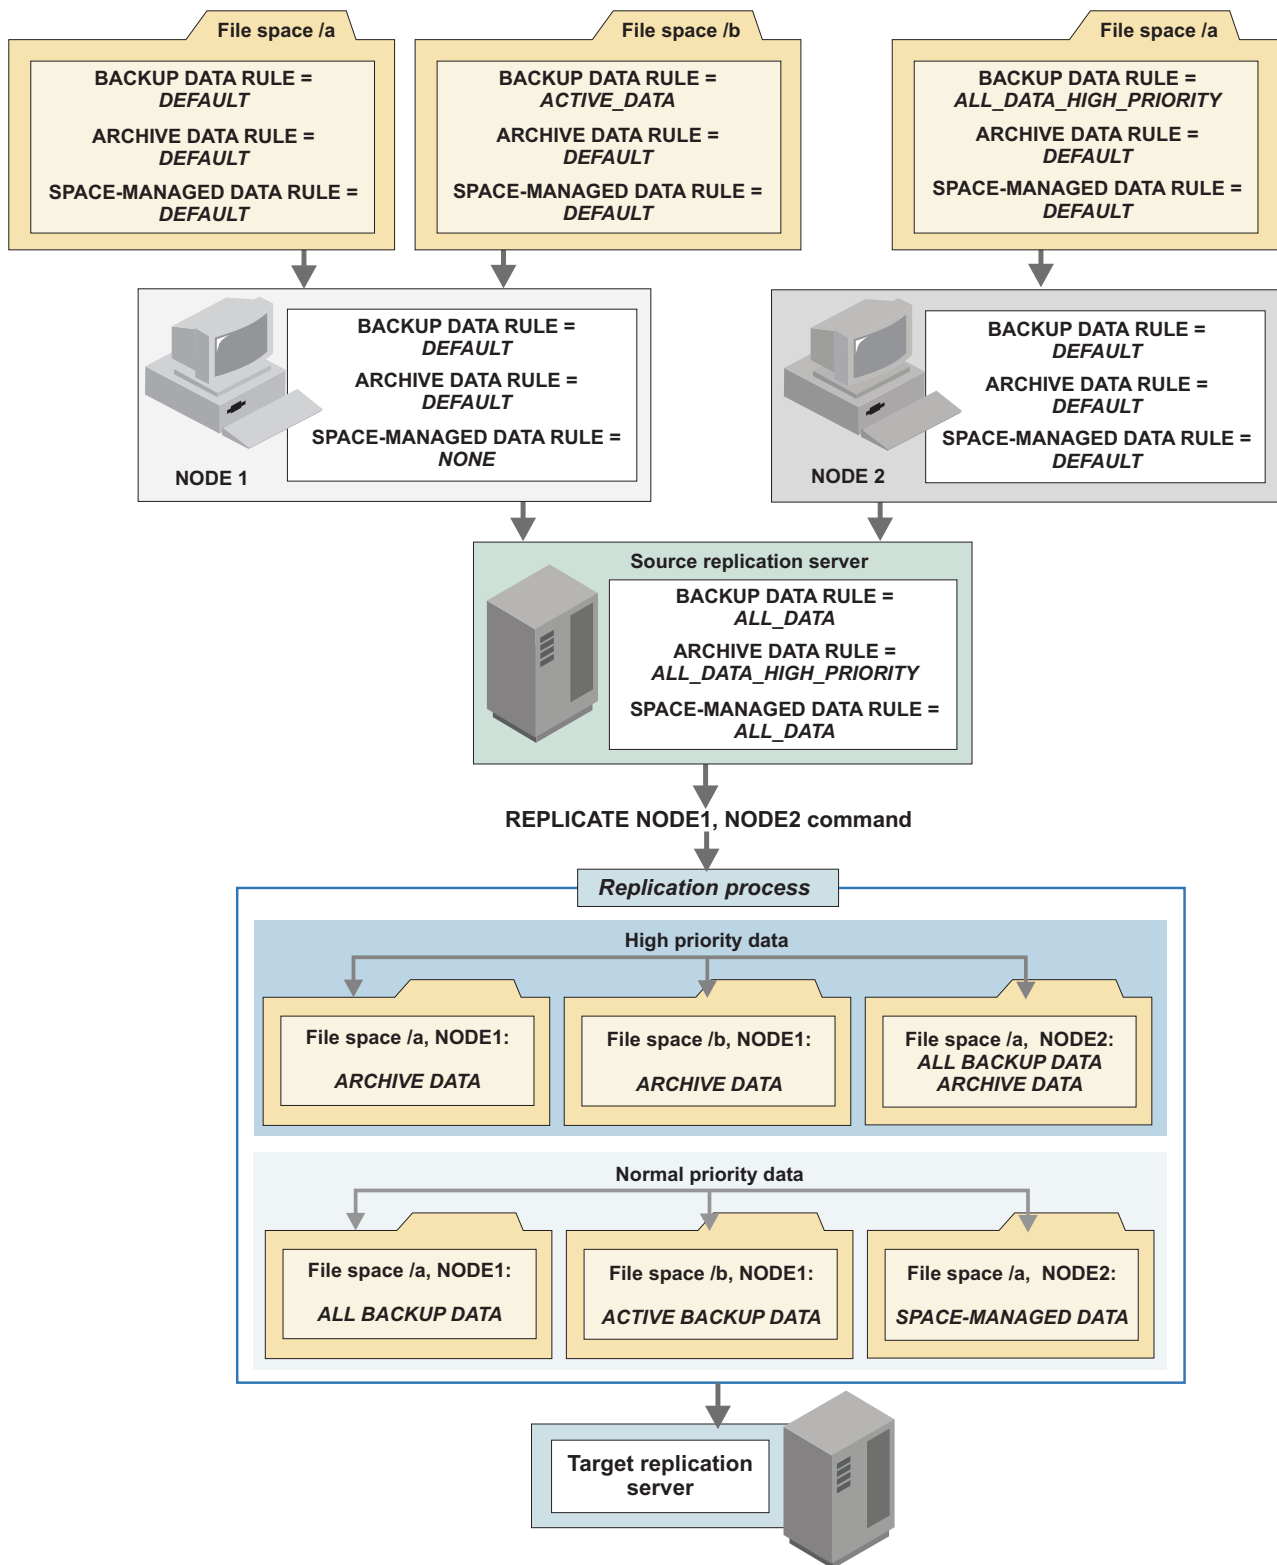 File space /a
BACKUP DATA RULE =
DEFAULT
ARCHIVE DATA RULE =
DEFAULT
SPACE-MANAGED DATA RULE =
DEFAULT
File space /b
BACKUP DATA RULE =
ACTIVE_DATA
ARCHIVE DATA RULE =
DEFAULT
SPACE-MANAGED DATA RULE =
DEFAULT
File space /a
BACKUP DATA RULE =
ALL_DATA_HIGH_PRIORITY
ARCHIVE DATA RULE =
DEFAULT
SPACE-MANAGED DATA RULE =
DEFAULT
BACKUP DATA RULE =
DEFAULT
ARCHIVE DATA RULE =
DEFAULT
SPACE-MANAGED DATA RULE =
NONE
NODE 1
BACKUP DATA RULE =
DEFAULT
ARCHIVE DATA RULE =
DEFAULT
SPACE-MANAGED DATA RULE =
DEFAULT
NODE 2
Source replication server
BACKUP DATA RULE =
ALL_DATA
ARCHIVE DATA RULE =
ALL_DATA_HIGH_PRIORITY
SPACE-MANAGED DATA RULE =
ALL_DATA
REPLICATE NODE1, NODE2 command
Replication process
High priority data
File space /a, NODE1:
ARCHIVE DATA
File space /b, NODE1:
ARCHIVE DATA
File space /a, NODE2:
ALL BACKUP DATA
ARCHIVE DATA
Normal priority data
File space /a, NODE1:
ALL BACKUP DATA
File space /b, NODE1:
ACTIVE BACKUP DATA
File space /a, NODE2:
SPACE-MANAGED DATA
Target replication
server